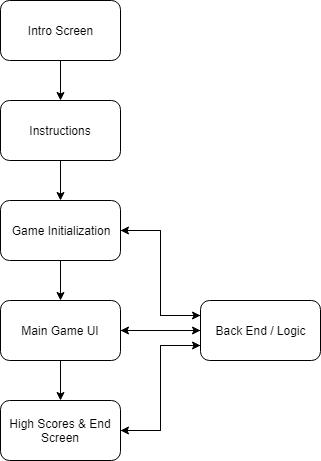 Intro Screen
Instructions
Game Initialization
Main Game UI
Back End / Logic
High Scores & End
Screen